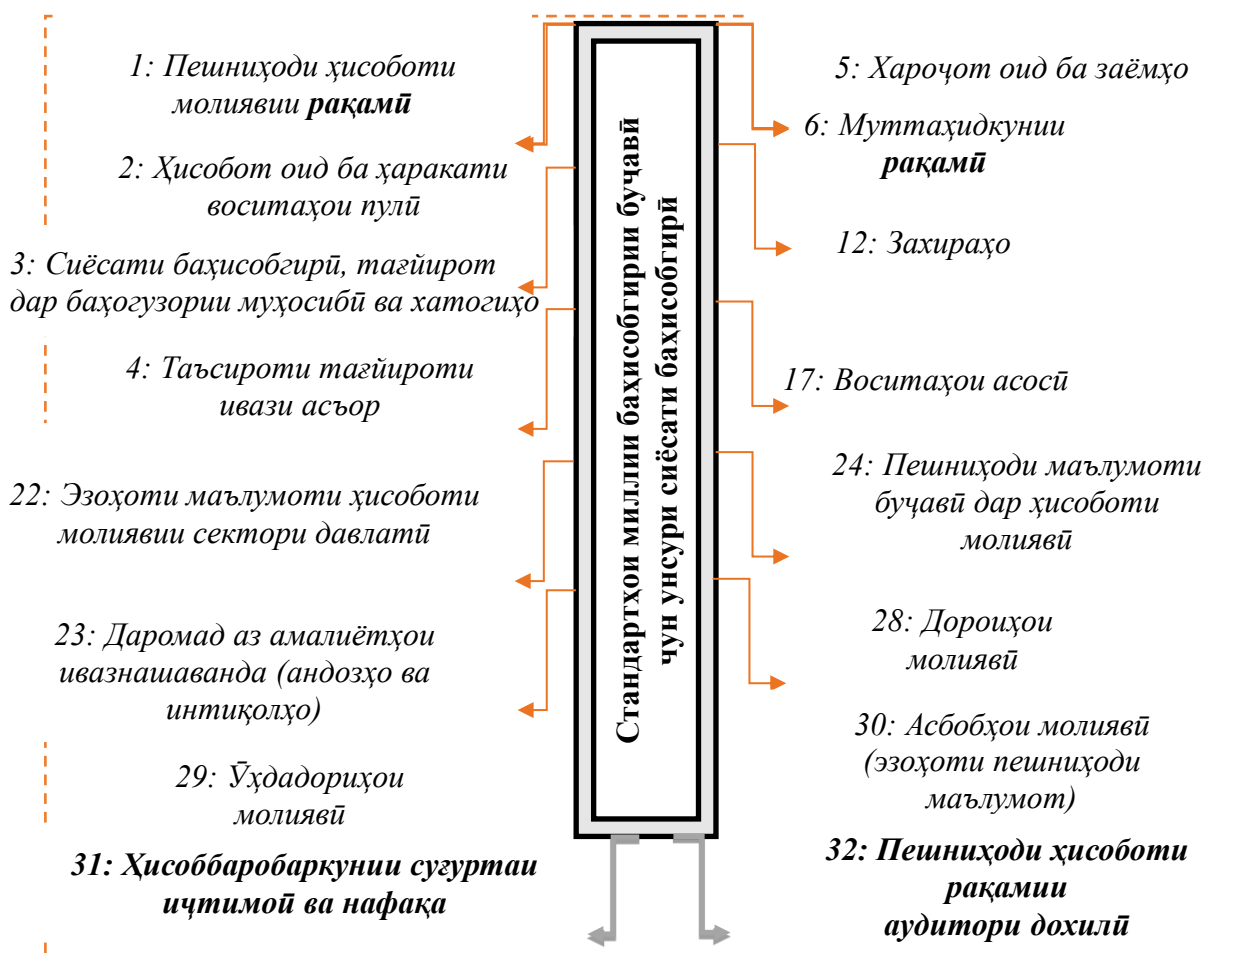 1: Пешниҳоди ҳисоботи
молиявии рақамӣ
2: Ҳисобот оид ба ҳаракати
воситаҳои пулӣ
3: Сиёсати баҳисобгирӣ, тағйирот
дар баҳогузории муҳосибӣ ва хатогиҳо
4: Таъсироти тағйироти
ивази асъор
22: Эзоҳоти маълумоти ҳисоботи
молиявии сектори давлатӣ
23: Даромад аз амалиётҳои
ивазнашаванда (андозҳо ва
интиқолҳо)
29: Ӯҳдадориҳои
молиявӣ
31: Ҳисоббаробаркунии суғуртаи
иҷтимоӣ ва нафақа
Стандартҳои миллии баҳисобгирии буҷавӣ
чун унсури сиёсати баҳисобгирӣ
5: Хароҷот оид ба заёмҳо
6: Муттаҳидкунии
рақамӣ
12: Захираҳо
17: Воситаҳои асосӣ
24: Пешниҳоди маълумоти
буҷавӣ дар ҳисоботи
молиявӣ
28: Дороиҳои
молиявӣ
30: Асбобҳои молиявӣ
(эзоҳоти пешниҳоди
маълумот)
32: Пешниҳоди ҳисоботи
рақамии
аудитори дохилӣ